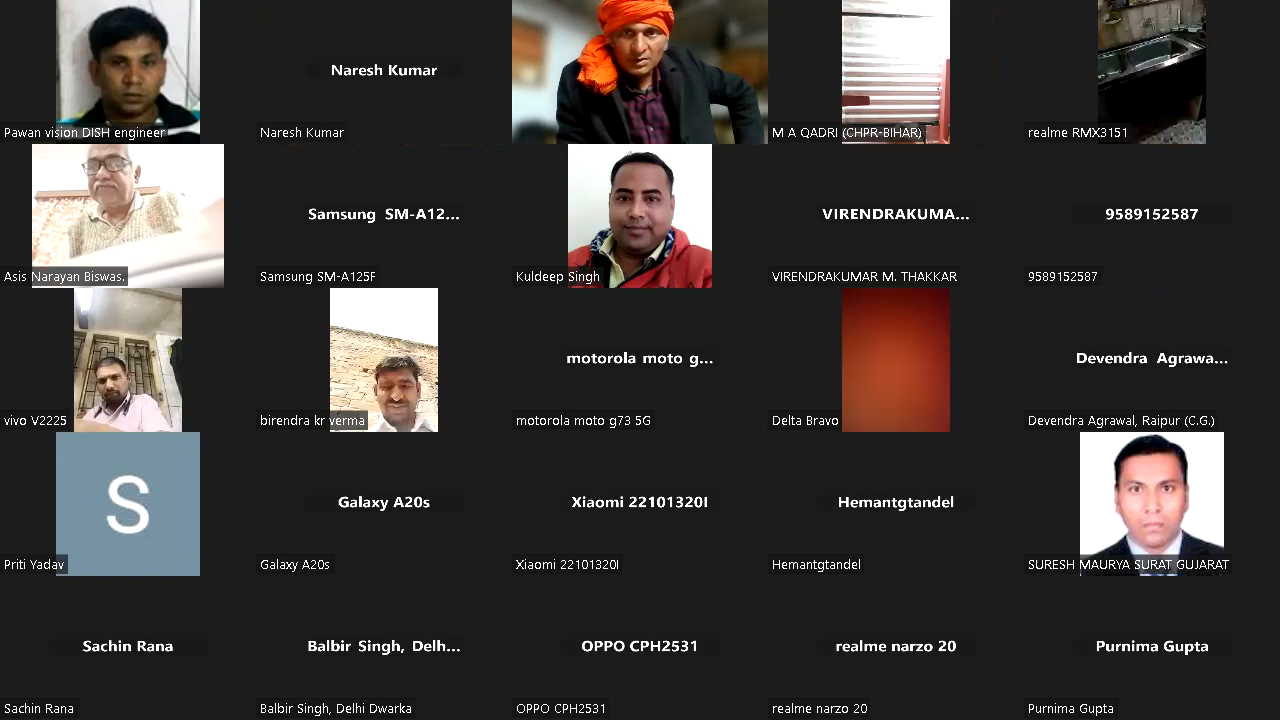 Pawan vision DISH engineer
Naresh Kumar
Naresh Kumar
M A QADRI (CHPR-BIHAR)
realme RMX3151
Asis Narayan Biswas.
Samsung SM-A12...
Samsung SM-A125F
Kuldeep Singh
VIRENDRAKUMA...
VIRENDRAKUMAR M. THAKKAR
9589152587
9589152587
vivo V2225
birendra kr verma
motorola moto g...
motorola moto g73 5G
Delta Bravo
Devendra Agrawa...
Devendra Agrawal, Raipur (C.G.)
S
Priti Yadav
Galaxy A20s
Galaxy A20s
Xiaomi 22101320I
Xiaomi 22101320I
Hemantgtandel
Hemantgtandel
SURESH MAURYA SURAT GUJARAT
Sachin Rana
Sachin Rana
Balbir Singh, Delh...
Balbir Singh, Delhi Dwarka
OPPO CPH2531
OPPO CPH2531
realme narzo 20
realme narzo 20
Purnima Gupta
Purnima Gupta